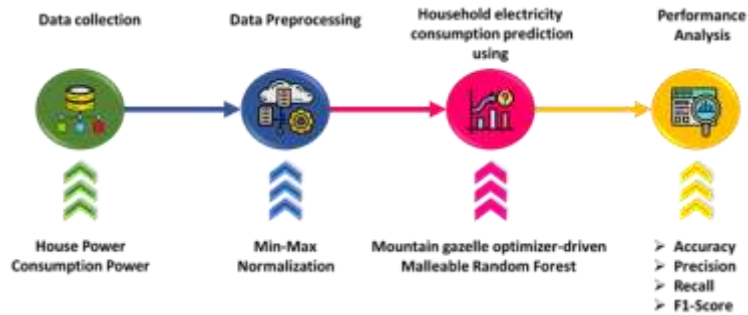 Data collection
Data Preprocessing
Household electricity
consumption prediction
using
Performance
Analysis
House Power
Consumption Power
Min-Max
Normalization
Mountain gazelle optimizer-driven
Malleable Random Forest
➢ Accuracy
➢ Precision
➢ Recall
➢ F1-Score